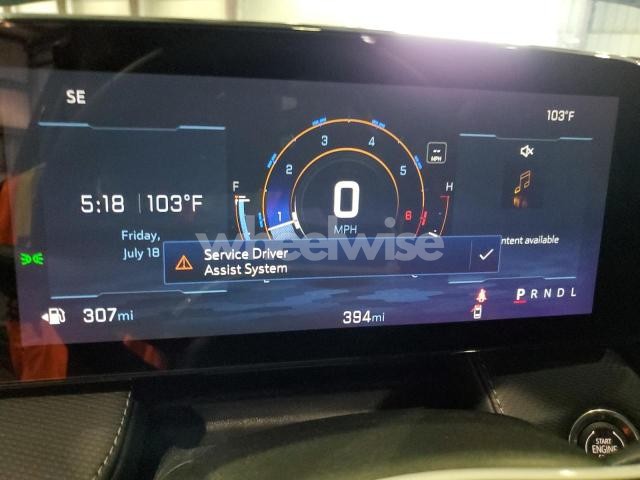 SE
103°F
3 4
2 5
1 6
-- MPH
F H
0
MPH
5:18 103°F
Friday,
July 18
wheelwise
Service Driver
Assist System
ntent available
P R N D L
307mi
394mi
START
ENGINE